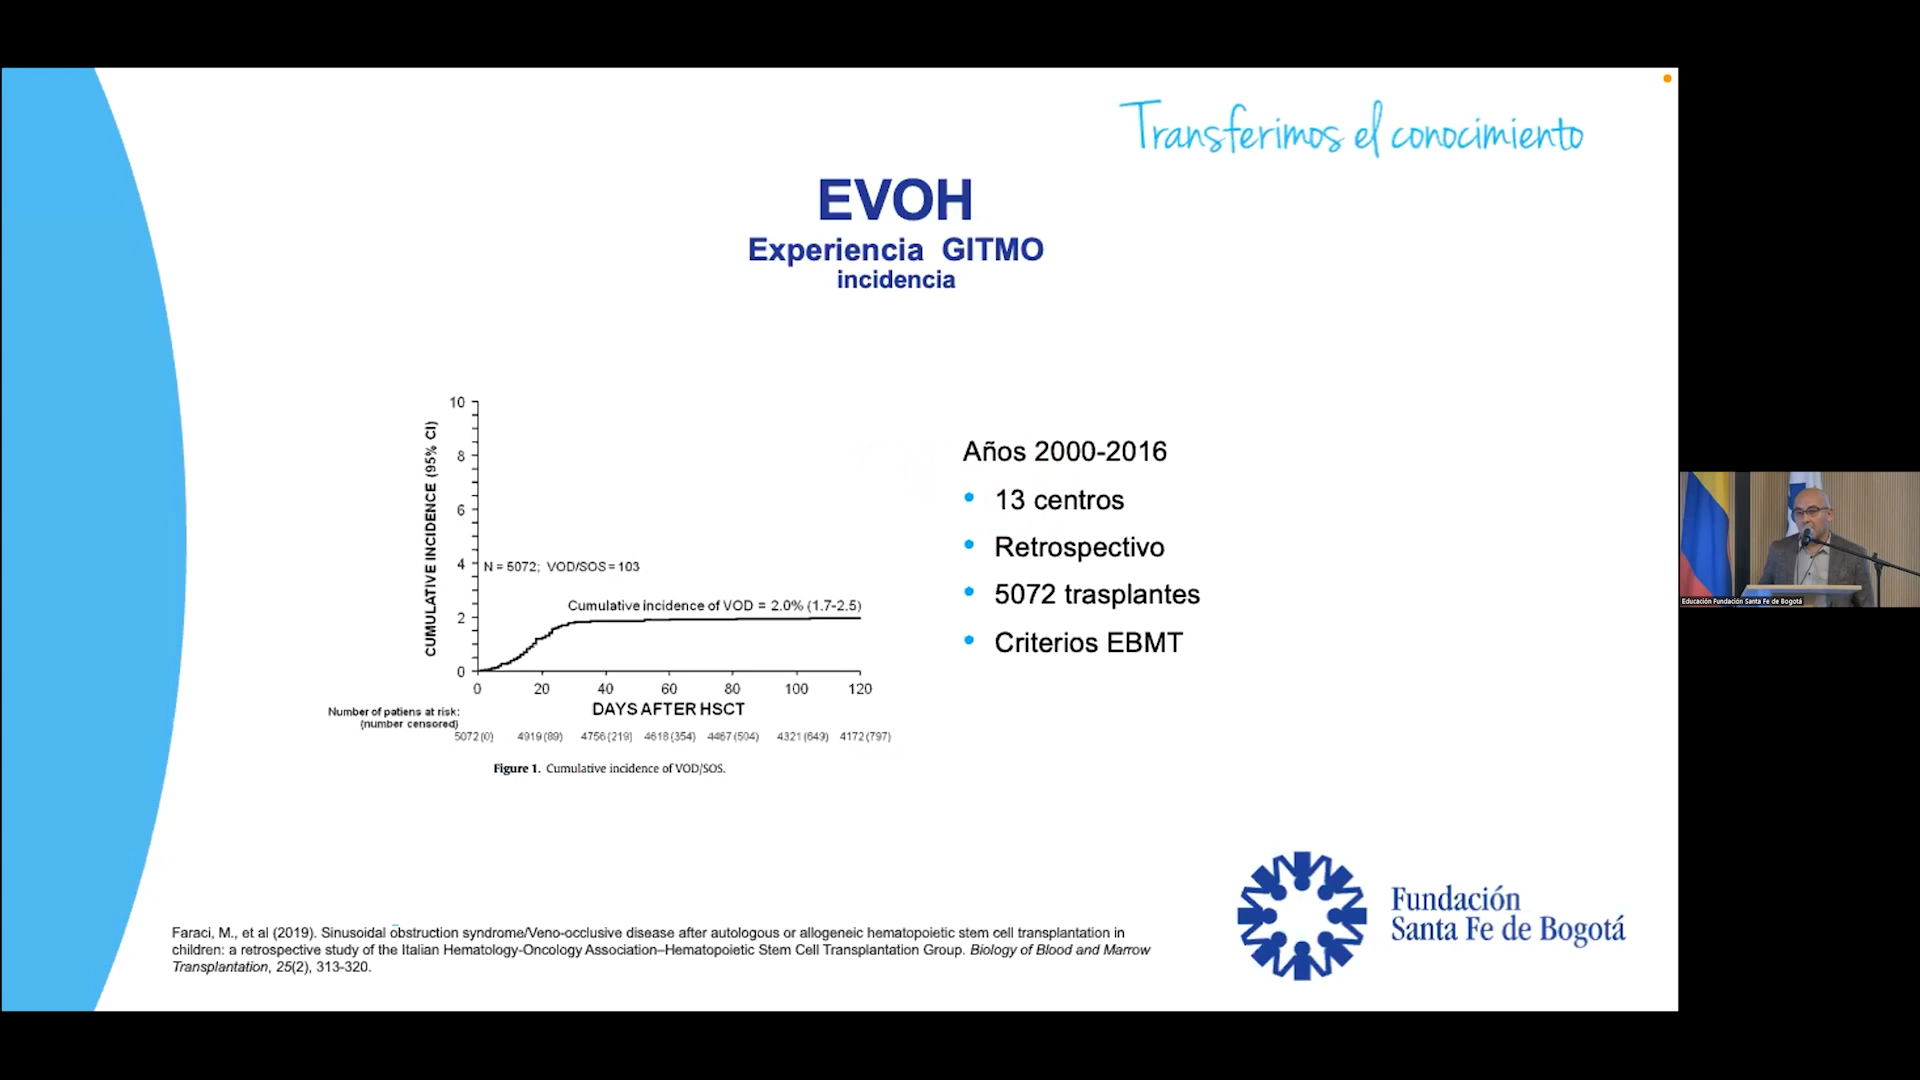 Transferimos el conocimiento
EVOH
Experiencia GITMO
incidencia
CUMULATIVE INCIDENCE (95% CI)
10
8
6
4
2
0
N = 5072; VOD/SOS = 103
Cumulative incidence of VOD = 2.0% (1.7-2.5)
0 20 40 60 80 100 120
DAYS AFTER HSCT
Number of patiens at risk:
(number censored)
5072 (0) 4919 (89) 4756 (219) 4618 (354) 4467 (504) 4321 (649) 4172 (797)
Figure 1. Cumulative incidence of VOD/SOS.
Años 2000-2016
• 13 centros
• Retrospectivo
• 5072 trasplantes
• Criterios EBMT
Educación Fundación Santa Fe de Bogotá
Faraci, M., et al (2019). Sinusoidal obstruction syndrome/Veno-occlusive disease after autologous or allogeneic hematopoietic stem cell transplantation in
children: a retrospective study of the Italian Hematology-Oncology Association–Hematopoietic Stem Cell Transplantation Group. Biology of Blood and Marrow
Transplantation, 25(2), 313-320.
Fundación
Santa Fe de Bogotá